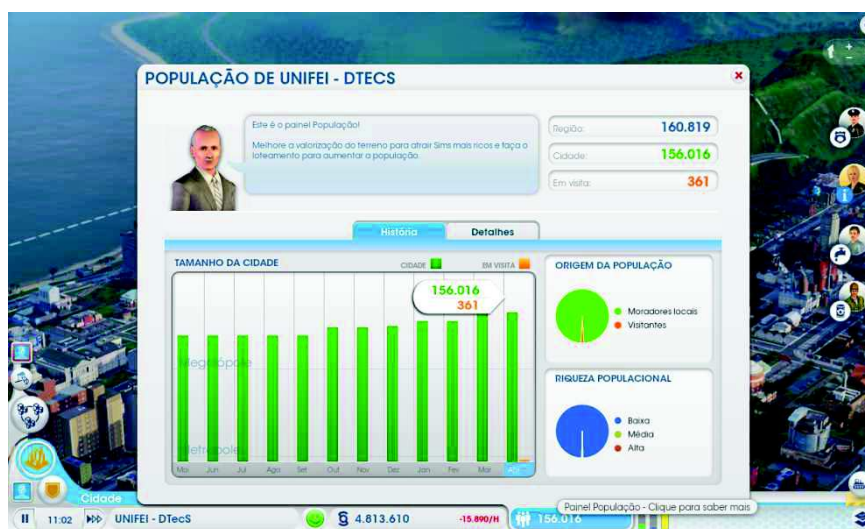 POPULAÇÃO DE UNIFEI - DTECS
Este é o painel População!
Melhore a valorização do terreno para atrair Sims mais ricos e faça o
loteamento para aumentar a população.
Região: 160.819
Cidade: 156.016
Em visita: 361
História Detalhes
TAMANHO DA CIDADE CIDADE EM VISITA
156.016
361
Megalópole
Metrópole
Mai Jun Jul Ago Set Out Nov Dez Jan Fev Mar Abr
ORIGEM DA POPULAÇÃO
Moradores locais
Visitantes
RIQUEZA POPULACIONAL
Baixa
Média
Alta
Cidade
Painel População - Clique para saber mais
11:02 UNIFEI - DTecS 4.813.610 -15.890/H 156.016